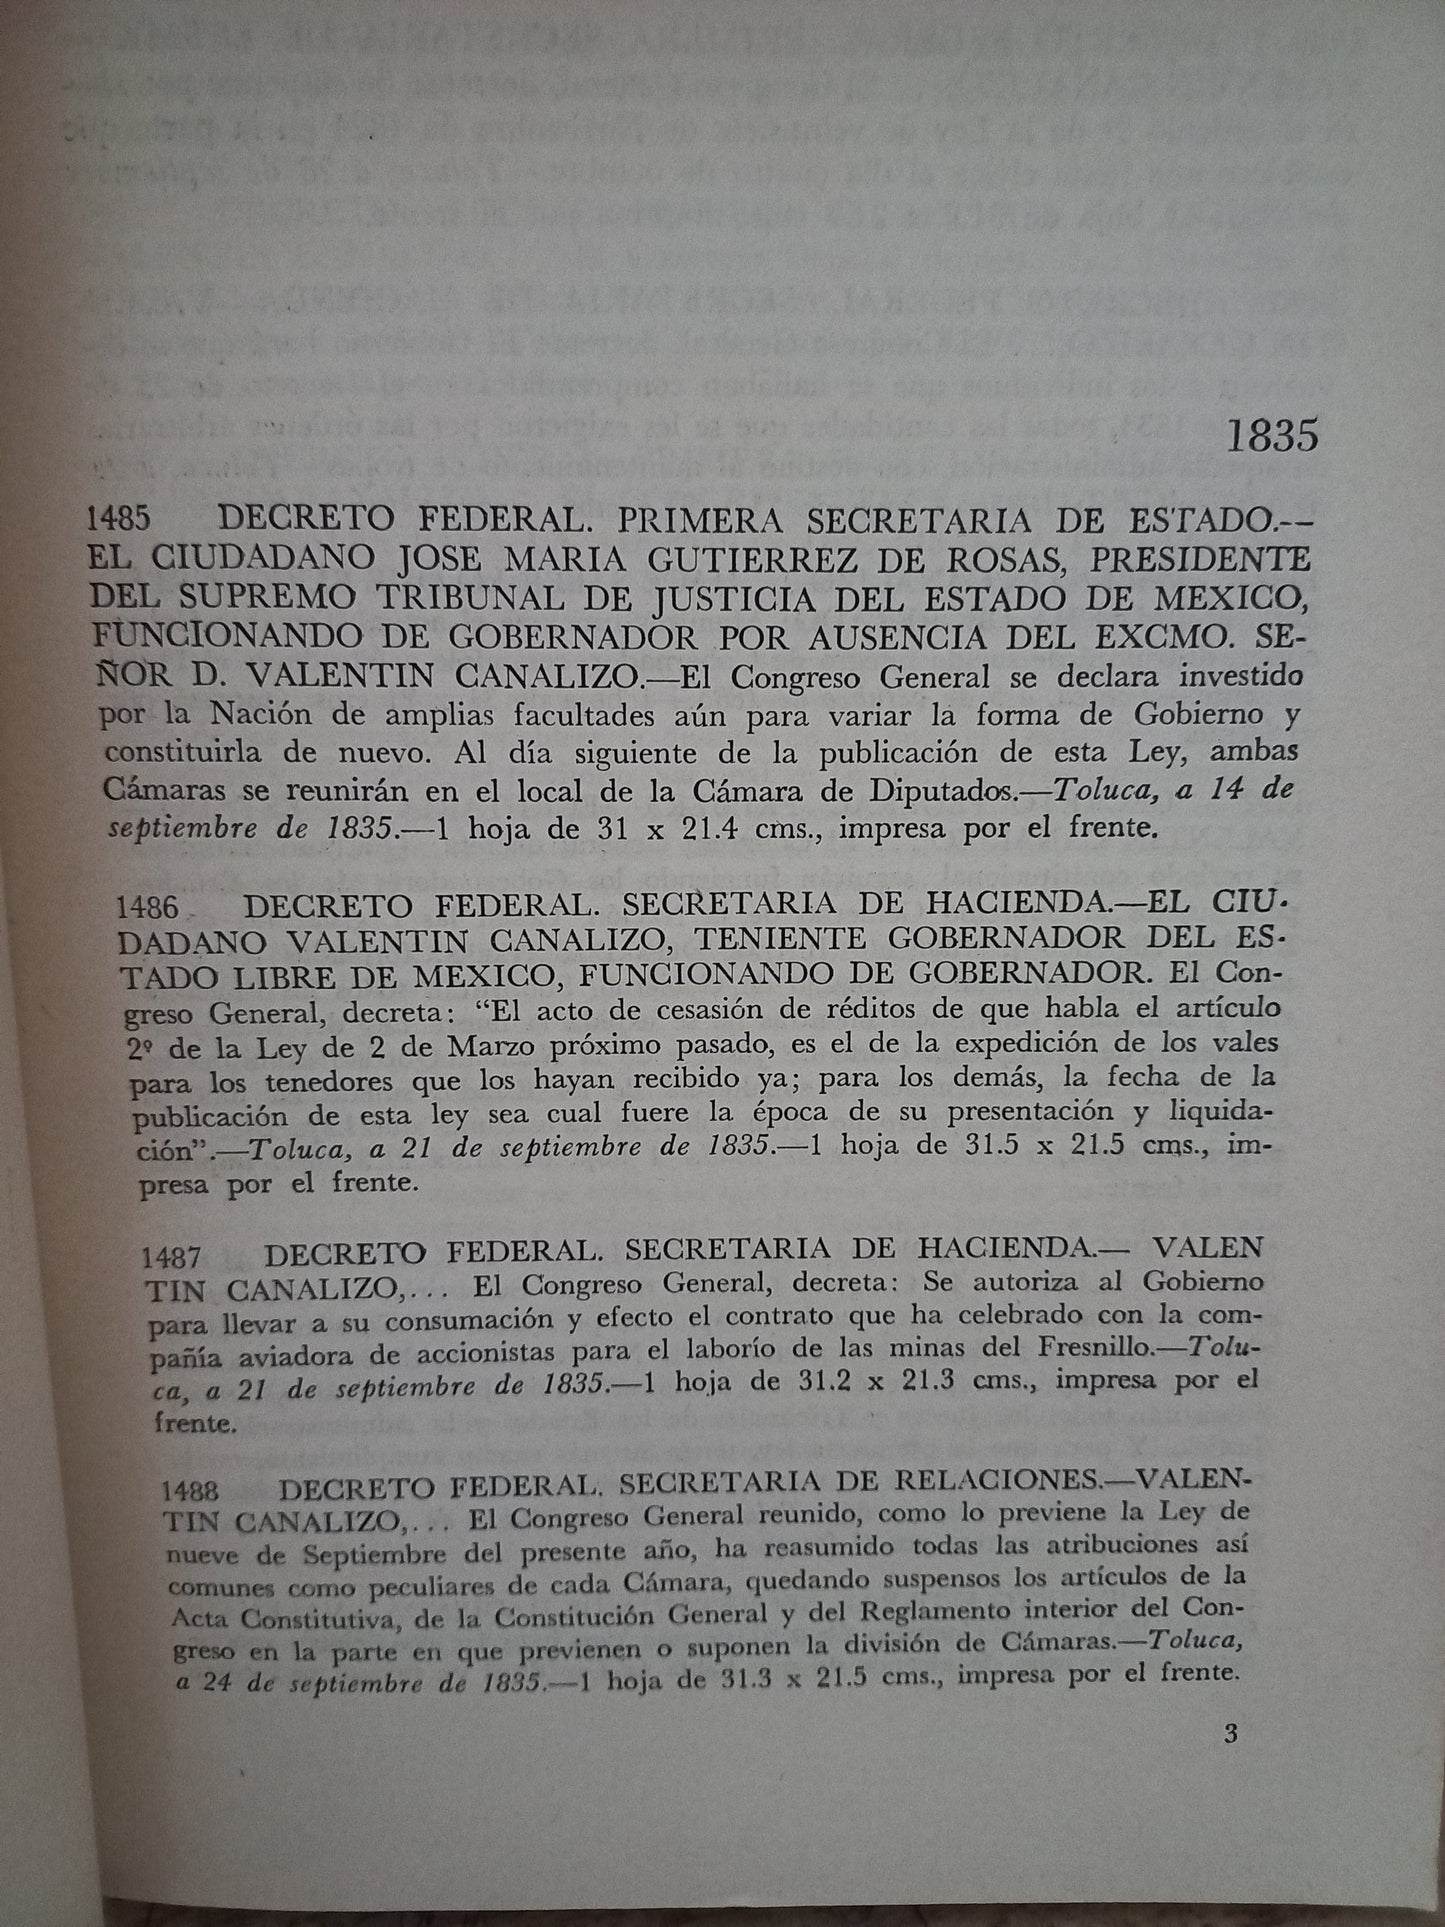 1835
1485 DECRETO FEDERAL. PRIMERA SECRETARIA DE ESTADO.--
EL CIUDADANO JOSE MARIA GUTIERREZ DE ROSAS, PRESIDENTE
DEL SUPREMO TRIBUNAL DE JUSTICIA DEL ESTADO DE MEXICO,
FUNCIONANDO DE GOBERNADOR POR AUSENCIA DEL EXCMO. SE-
ÑOR D. VALENTIN CANALIZO.—El Congreso General se declara investido
por la Nación de amplias facultades aún para variar la forma de Gobierno y
constituirla de nuevo. Al día siguiente de la publicación de esta Ley, ambas
Cámaras se reunirán en el local de la Cámara de Diputados.—Toluca, a 14 de
septiembre de 1835.—1 hoja de 31 x 21.4 cms., impresa por el frente.
1486 DECRETO FEDERAL. SECRETARIA DE HACIENDA.—EL CIU-
DADANO VALENTIN CANALIZO, TENIENTE GOBERNADOR DEL ES-
TADO LIBRE DE MEXICO, FUNCIONANDO DE GOBERNADOR. El Con-
greso General, decreta: “El acto de cesasión de réditos de que habla el artículo
2º de la Ley de 2 de Marzo próximo pasado, es el de la expedición de los vales
para los tenedores que los hayan recibido ya; para los demás, la fecha de la
publicación de esta ley sea cual fuere la época de su presentación y liquida-
ción”.—Toluca, a 21 de septiembre de 1835.—1 hoja de 31.5 x 21.5 cms., im-
presa por el frente.
1487 DECRETO FEDERAL. SECRETARIA DE HACIENDA.— VALEN
TIN CANALIZO,... El Congreso General, decreta: Se autoriza al Gobierno
para llevar a su consumación y efecto el contrato que ha celebrado con la com-
pañía aviadora de accionistas para el laborío de las minas del Fresnillo.—Tolu-
ca, a 21 de septiembre de 1835.—1 hoja de 31.2 x 21.3 cms., impresa por el
frente.
1488 DECRETO FEDERAL. SECRETARIA DE RELACIONES.—VALEN-
TIN CANALIZO,... El Congreso General reunido, como lo previene la Ley de
nueve de Septiembre del presente año, ha reasumido todas las atribuciones así
comunes como peculiares de cada Cámara, quedando suspensos los artículos de la
Acta Constitutiva, de la Constitución General y del Reglamento interior del Con-
greso en la parte en que previenen o suponen la división de Cámaras.—Toluca,
a 24 de septiembre de 1835.—1 hoja de 31.3 x 21.5 cms., impresa por el frente.
3